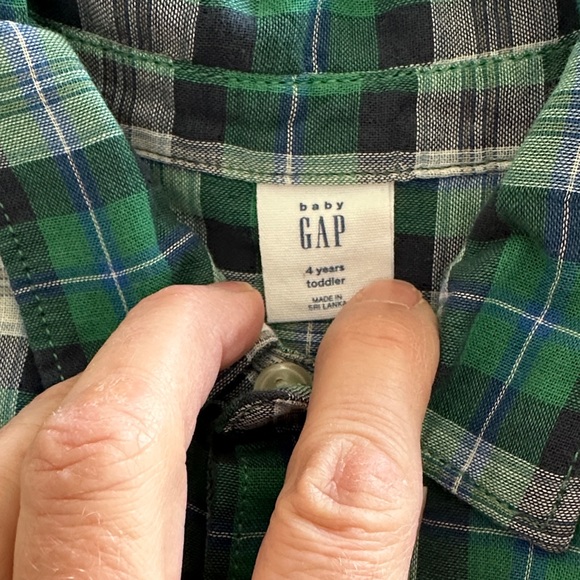 baby
GAP
4 years
toddler
MADE IN
SRI LANKA